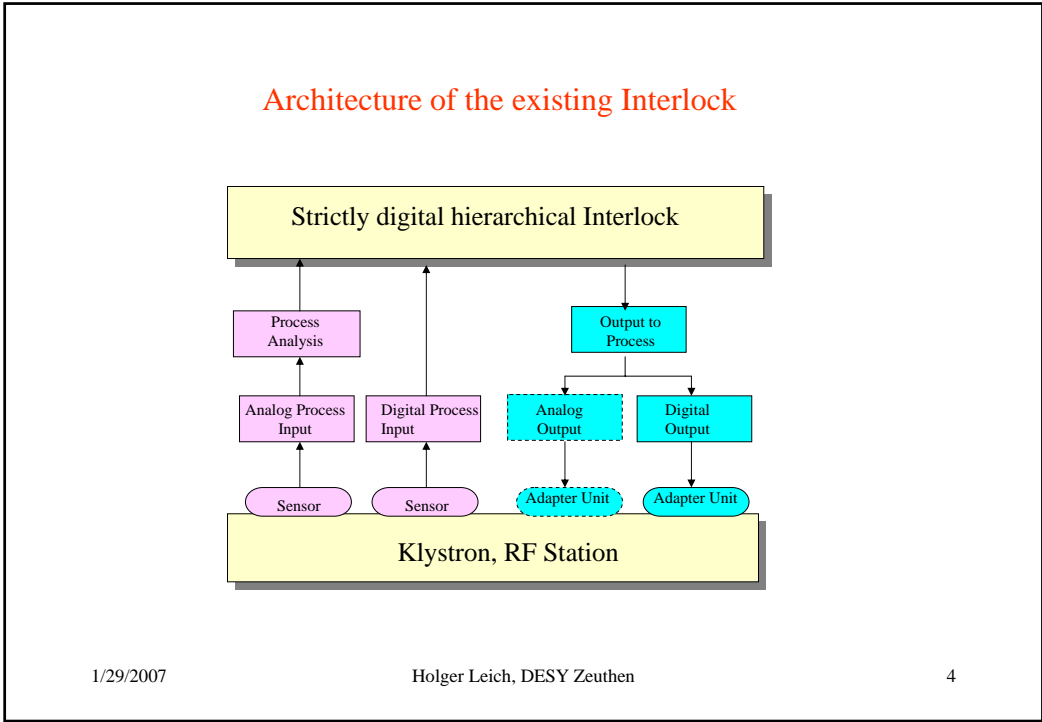 Architecture of the existing Interlock
Strictly digital hierarchical Interlock
Process
Analysis
Output to
Process
Analog Process
Input
Digital Process
Input
Analog
Output
Digital
Output
Sensor
Sensor
Adapter Unit
Adapter Unit
Klystron, RF Station
1/29/2007
Holger Leich, DESY Zeuthen
4